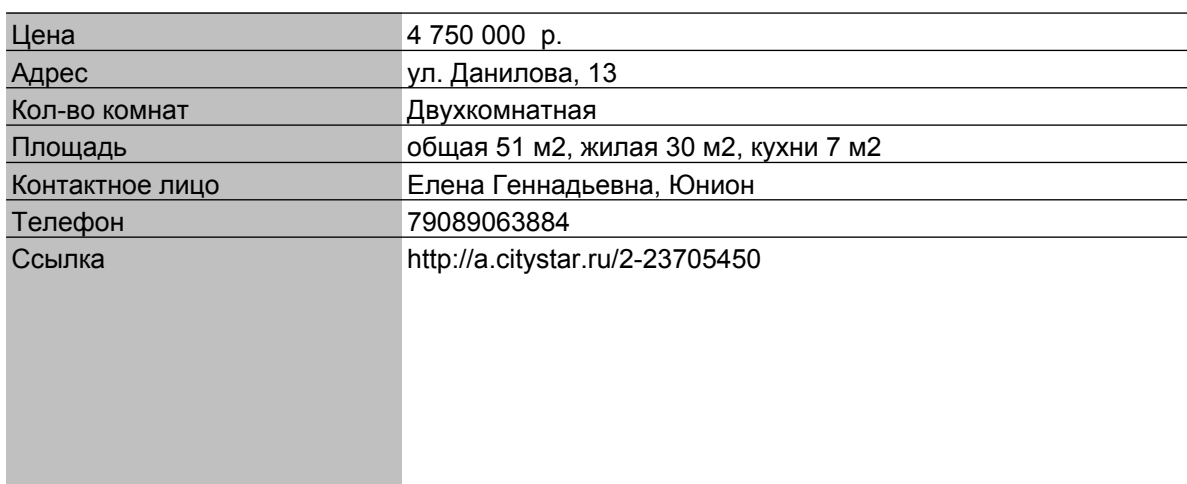 Цена 4 750 000 р.
Адрес ул. Данилова, 13
Кол-во комнат Двухкомнатная
Площадь общая 51 м2, жилая 30 м2, кухни 7 м2
Контактное лицо Елена Геннадьевна, Юнион
Телефон 79089063884
Ссылка http://a.citystar.ru/2-23705450